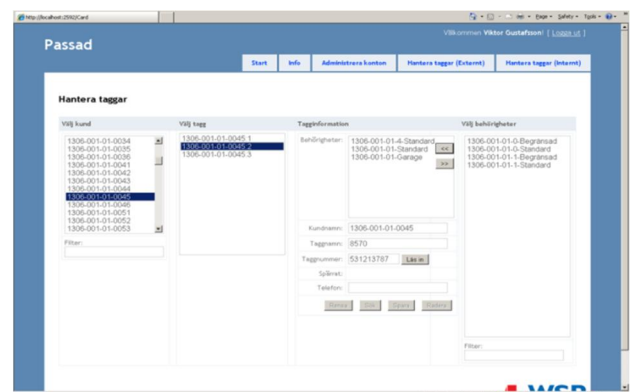 http://localhost:2592/Card
Page
Safety
Tools
Välkommen Viktor Gustafsson! [ Logga ut ]
Passad
Start
Info
Administrera konton
Hantera taggar (Externt)
Hantera taggar (Internt)
Hantera taggar
Välj kund
1306-001-01-0034
1306-001-01-0035
1306-001-01-0036
1306-001-01-0041
1306-001-01-0042
1306-001-01-0043
1306-001-01-0044
1306-001-01-0045
1306-001-01-0046
1306-001-01-0051
1306-001-01-0052
1306-001-01-0053
Filter:
Välj tagg
1306-001-01-0045:1
1306-001-01-0045:2
1306-001-01-0045:3
Tagginformation
Behörigheter:
1306-001-01-4-Standard
1306-001-01-Standard
1306-001-01-Garage
<<
>>
Kundnamn: 1306-001-01-0045
Taggnamn: 8570
Taggnummer: 531213787 Läs in
Spärrat:
Telefon:
Rensa
Sök
Spara
Radera
Välj behörigheter
1306-001-01-0-Begränsad
1306-001-01-0-Standard
1306-001-01-1-Begränsad
1306-001-01-1-Standard
Filter:
WSP